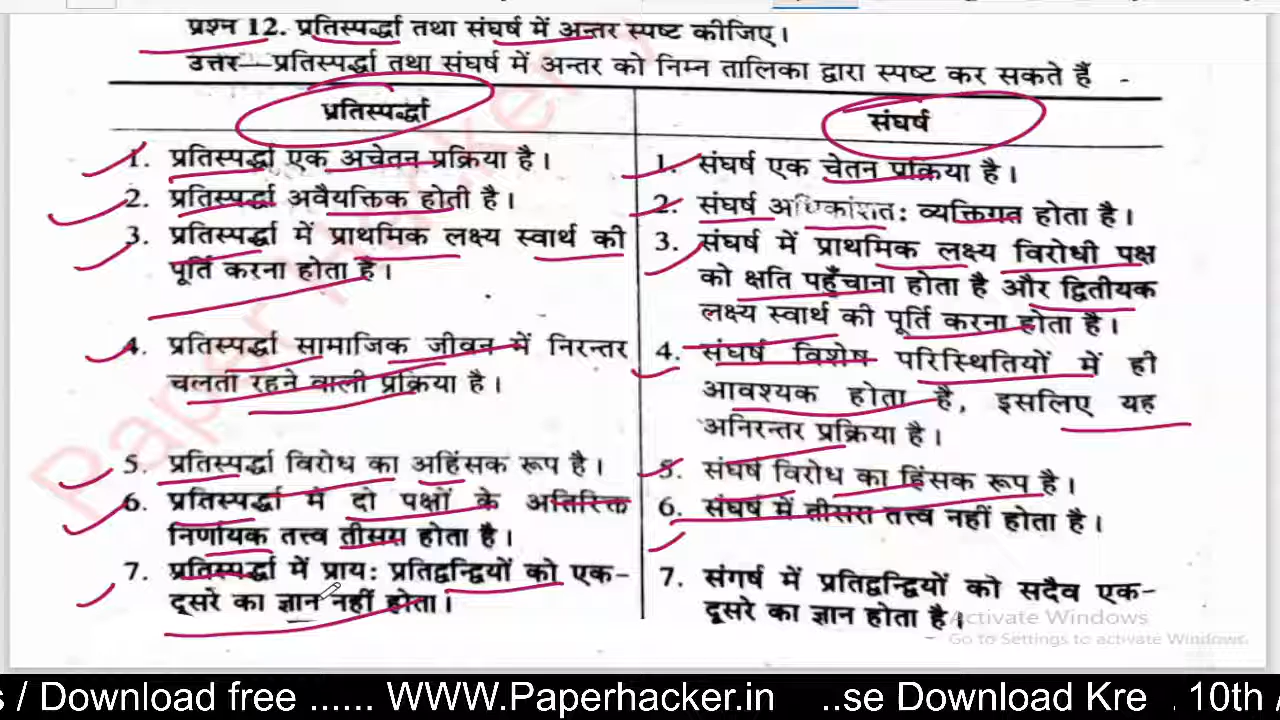 प्रश्न 12. प्रतिस्पर्द्धा तथा संघर्ष में अन्तर स्पष्ट कीजिए।
उत्तर—प्रतिस्पर्द्धा तथा संघर्ष में अन्तर को निम्न तालिका द्वारा स्पष्ट कर सकते हैं -
प्रतिस्पर्द्धा
1. प्रतिस्पर्द्धा एक अचेतन प्रक्रिया है।
2. प्रतिस्पर्द्धा अवैयक्तिक होती है।
3. प्रतिस्पर्द्धा में प्राथमिक लक्ष्य स्वार्थ की
पूर्ति करना होता है।
4. प्रतिस्पर्द्धा सामाजिक जीवन में निरन्तर
चलती रहने वाली प्रक्रिया है।
5. प्रतिस्पर्द्धा विरोध का अहिंसक रूप है।
6. प्रतिस्पर्द्धा में दो पक्षों के अतिरिक्त
निर्णायक तत्त्व तीसरा होता है।
7. प्रतिस्पर्द्धा में प्राय: प्रतिद्वन्द्वियों को एक-
दूसरे का ज्ञान नहीं होता।
संघर्ष
1. संघर्ष एक चेतन प्रक्रिया है।
2. संघर्ष अधिकांशत: व्यक्तिगत होता है।
3. संघर्ष में प्राथमिक लक्ष्य विरोधी पक्ष
को क्षति पहुँचाना होता है और द्वितीयक
लक्ष्य स्वार्थ की पूर्ति करना होता है।
4. संघर्ष विशेष परिस्थितियों में ही
आवश्यक होता है, इसलिए यह
अनिरन्तर प्रक्रिया है।
5. संघर्ष विरोध का हिंसक रूप है।
6. संघर्ष में तीसरा तत्त्व नहीं होता है।
7. संगर्ष में प्रतिद्वन्द्वियों को सदैव एक-
दूसरे का ज्ञान होता है।
Paper Hacker
Activate Windows
Go to Settings to activate Windows.
s / Download free ...... WWW.Paperhacker.in ..se Download Kre . 10th